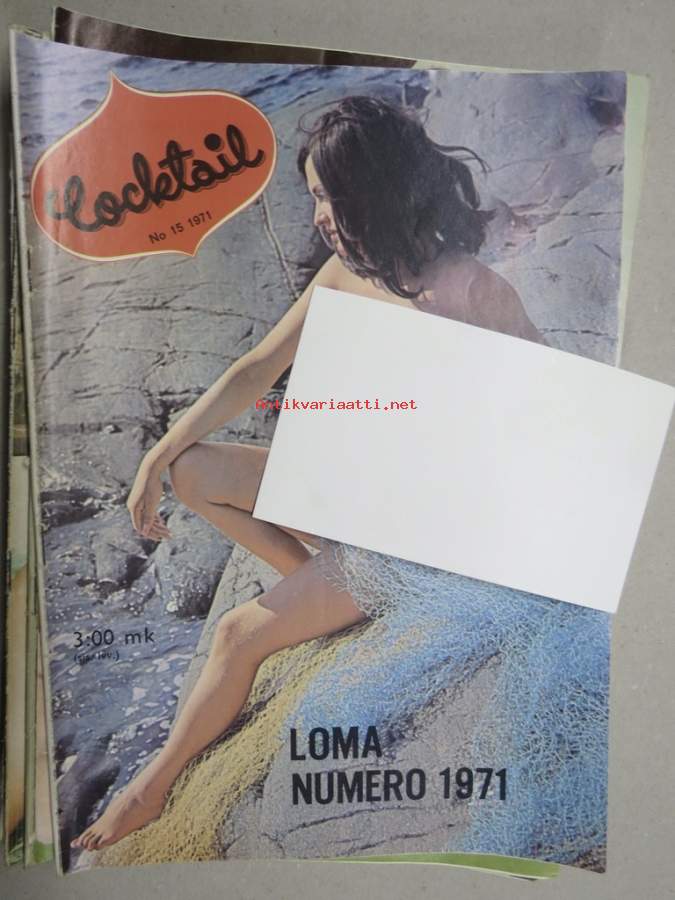 Cocktail
No 15 1971
Antikvariaatti.net
3:00 mk
LOMA
NUMERO 1971